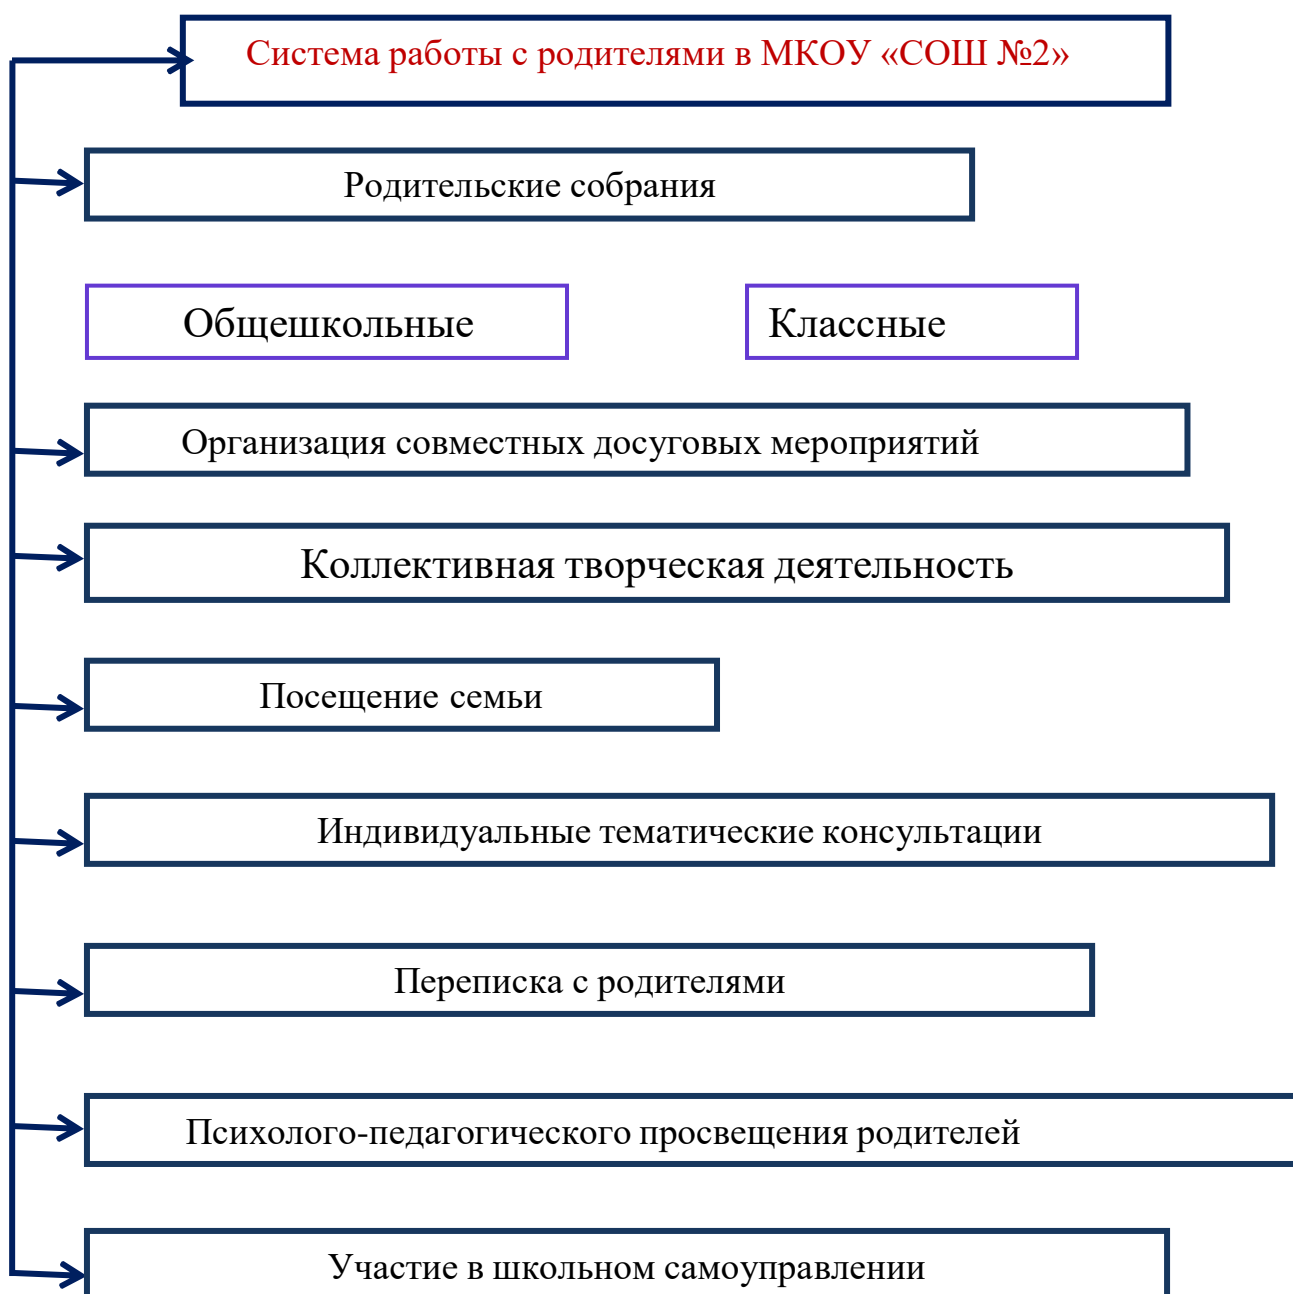 Система работы с родителями в МКОУ «СОШ №2»
Родительские собрания
Общешкольные
Классные
Организация совместных досуговых мероприятий
Коллективная творческая деятельность
Посещение семьи
Индивидуальные тематические консультации
Переписка с родителями
Психолого-педагогического просвещения родителей
Участие в школьном самоуправлении